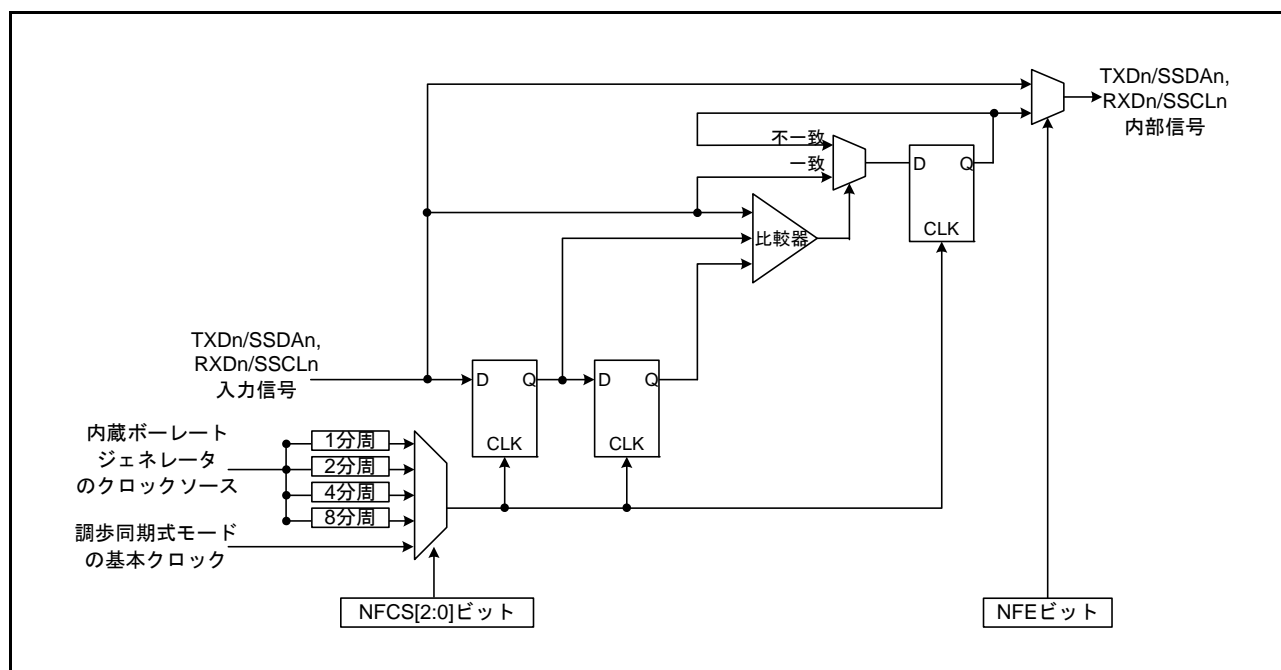 TXDn/SSDAn,
RXDn/SSCLn
内部信号
不一致
一致
D
Q
CLK
比較器
TXDn/SSDAn,
RXDn/SSCLn
入力信号
D
Q
CLK
D
Q
CLK
内蔵ボーレート
ジェネレータ
のクロックソース
1分周
2分周
4分周
8分周
調歩同期式モード
の基本クロック
NFCS[2:0]ビット
NFEビット